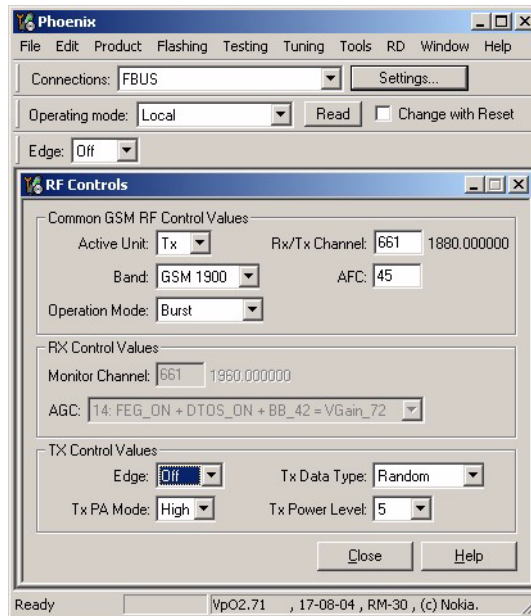 Phoenix
File Edit Product Flashing Testing Tuning Tools RD Window Help
Connections: FBUS Settings...
Operating mode: Local Read Change with Reset
Edge: Off
RF Controls
Common GSM RF Control Values
Active Unit: Tx Rx/Tx Channel: 661 1880.000000
Band: GSM 1900 AFC: 45
Operation Mode: Burst
RX Control Values
Monitor Channel: 661 1960.000000
AGC: 14: FEG_ON + DTOS_ON + BB_42 = VGain_72
TX Control Values
Edge: Off Tx Data Type: Random
Tx PA Mode: High Tx Power Level: 5
Close Help
Ready Vp02.71 , 17-08-04 , RM-30 , (c) Nokia.